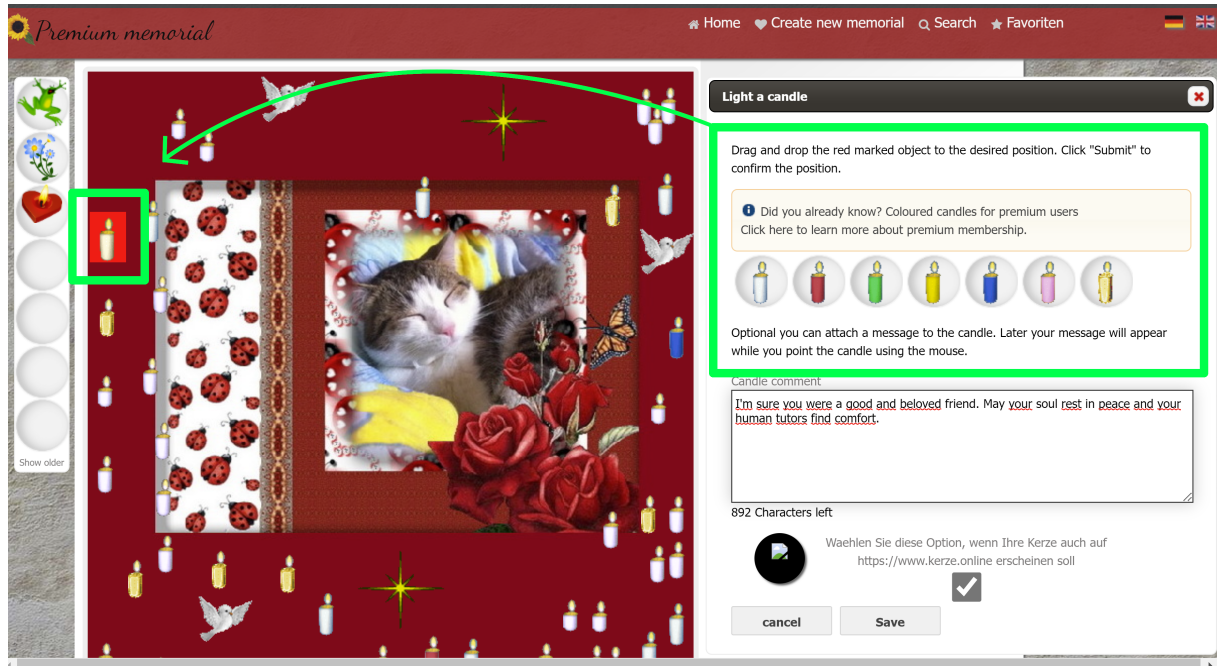 Premium memorial
Home Create new memorial Search Favoriten
Light a candle
Drag and drop the red marked object to the desired position. Click "Submit" to
confirm the position.
Did you already know? Coloured candles for premium users
Click here to learn more about premium membership.
Optional you can attach a message to the candle. Later your message will appear
while you point the candle using the mouse.
Candle comment
I'm sure you were a good and beloved friend. May your soul rest in peace and your
human tutors find comfort.
892 Characters left
Waehlen Sie diese Option, wenn Ihre Kerze auch auf
https://www.kerze.online erscheinen soll
cancel Save
Show older